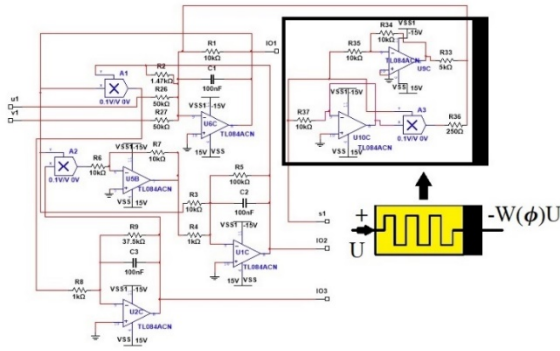 R1
10kΩ
IO1
C1
100nF
R2
1.47kΩ
A1
0.1V/V 0V
R26
50kΩ
R27
50kΩ
u1
v1
VSS1
-15V
U6C
TL084ACN
VSS
15V
A2
0.1V/V 0V
R6
10kΩ
R7
10kΩ
VSS1
-15V
U5B
TL084ACN
VSS
15V
R3
10kΩ
R4
1kΩ
R5
100kΩ
C2
100nF
VSS1
-15V
U1C
TL084ACN
VSS
15V
R9
37.5kΩ
C3
100nF
R8
1kΩ
VSS1
-15V
U2C
TL084ACN
VSS
15V
s1
IO2
IO3
R34
10kΩ
VSS1
-15V
R35
10kΩ
R33
5kΩ
TL084ACN
U9C
VSS
15V
R37
10kΩ
A3
0.1V/V 0V
R36
250Ω
U10C
TL084ACN
VSS
15V
+
U
-W(ϕ)U